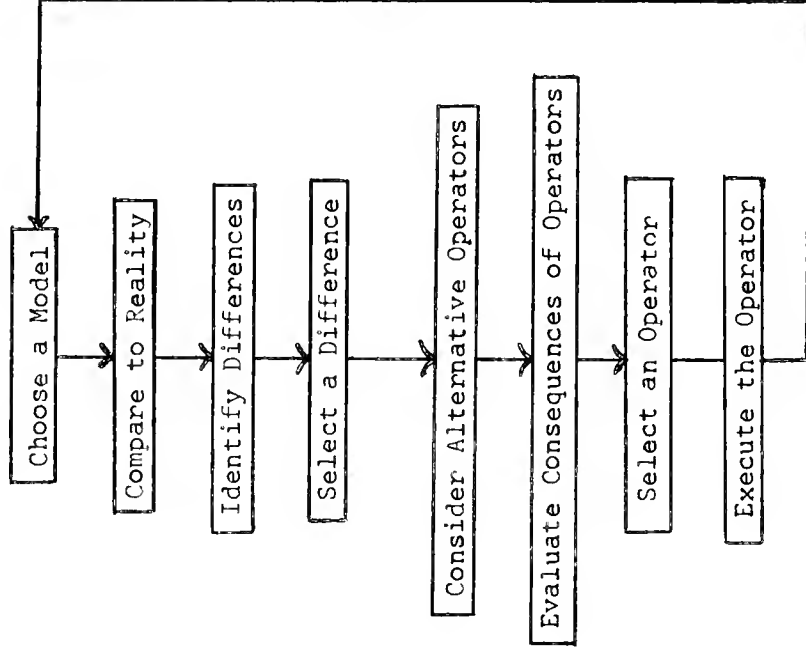 Choose a Model
Compare to Reality
Identify Differences
Select a Difference
Consider Alternative Operators
Evaluate Consequences of Operators
Select an Operator
Execute the Operator